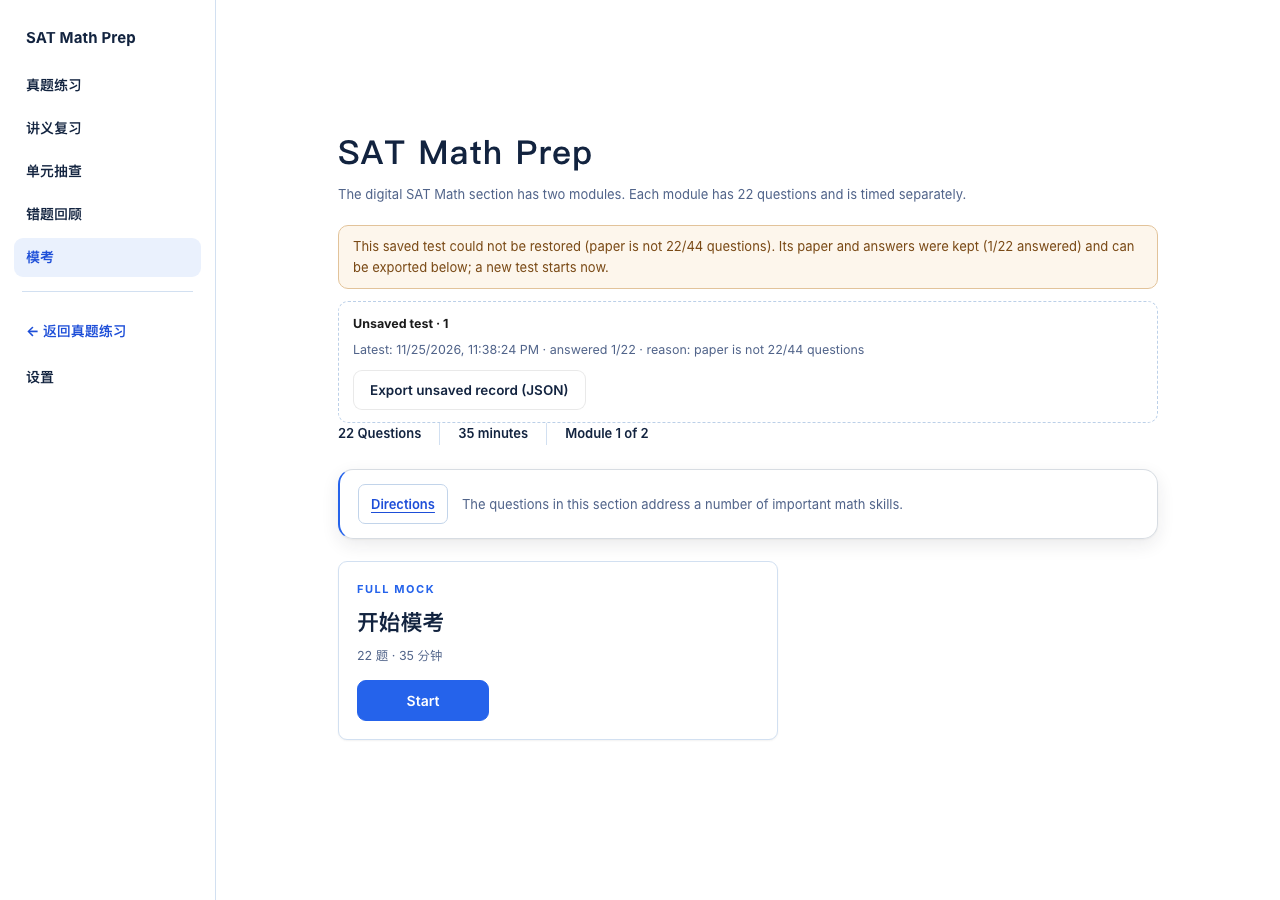 SAT Math Prep
真题练习
讲义复习
单元抽查
错题回顾
模考
← 返回真题练习
设置
SAT Math Prep
The digital SAT Math section has two modules. Each module has 22 questions and is timed separately.
This saved test could not be restored (paper is not 22/44 questions). Its paper and answers were kept (1/22 answered) and can
be exported below; a new test starts now.
Unsaved test · 1
Latest: 11/25/2026, 11:38:24 PM · answered 1/22 · reason: paper is not 22/44 questions
Export unsaved record (JSON)
22 Questions
35 minutes
Module 1 of 2
Directions
The questions in this section address a number of important math skills.
FULL MOCK
开始模考
22 题 · 35 分钟
Start